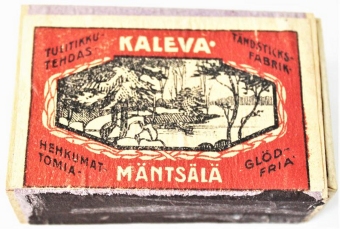 TULITIKKU-
TEHDAS
KALEVA·
TÄNDSTICKS-
FABRIK·
HEHKUMAT-
TOMIA·
MÄNTSÄLÄ
GLÖD-
FRIA